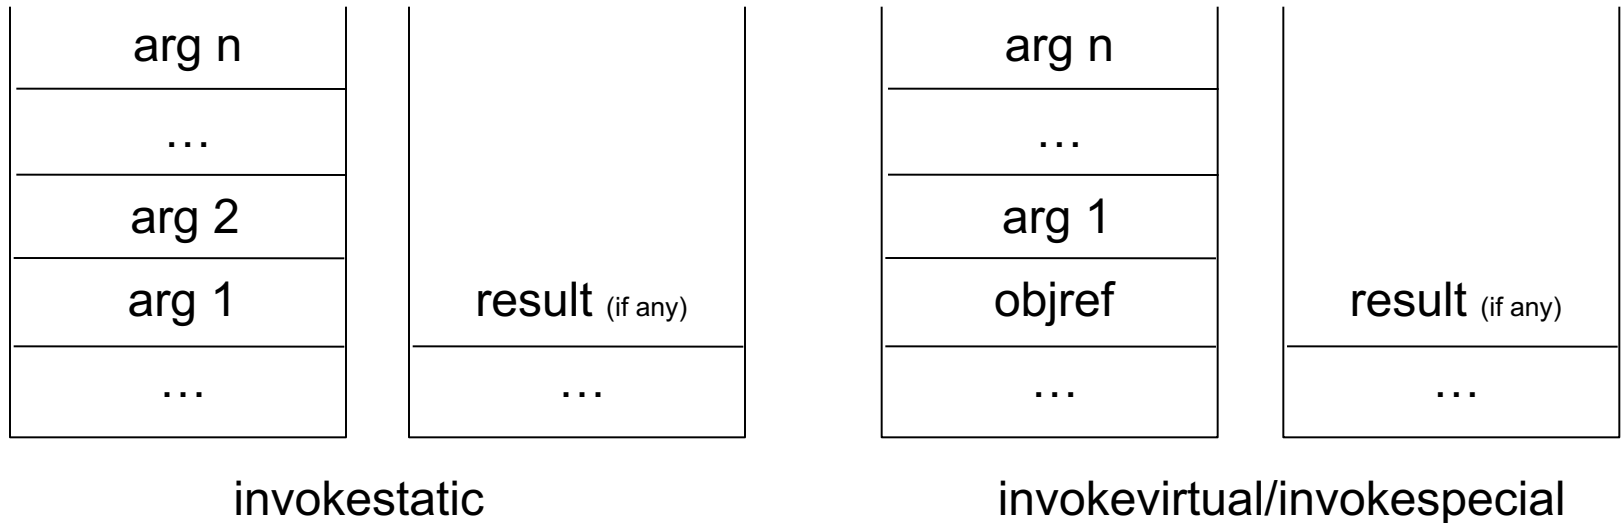 arg n
…
arg 2
arg 1
…
result (if any)
…
invokestatic
arg n
…
arg 1
objref
…
result (if any)
…
invokevirtual/invokespecial